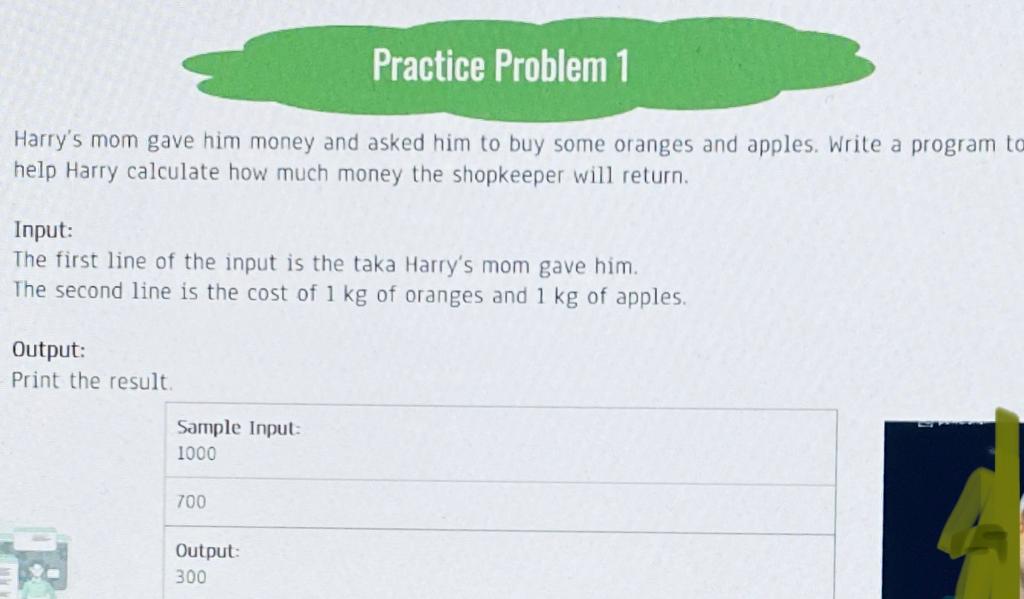 Practice Problem 1
Harry's mom gave him money and asked him to buy some oranges and apples. Write a program to
help Harry calculate how much money the shopkeeper will return.
Input:
The first line of the input is the taka Harry's mom gave him.
The second line is the cost of 1 kg of oranges and 1 kg of apples.
Output:
Print the result.
Sample Input:
1000
700
Output:
300